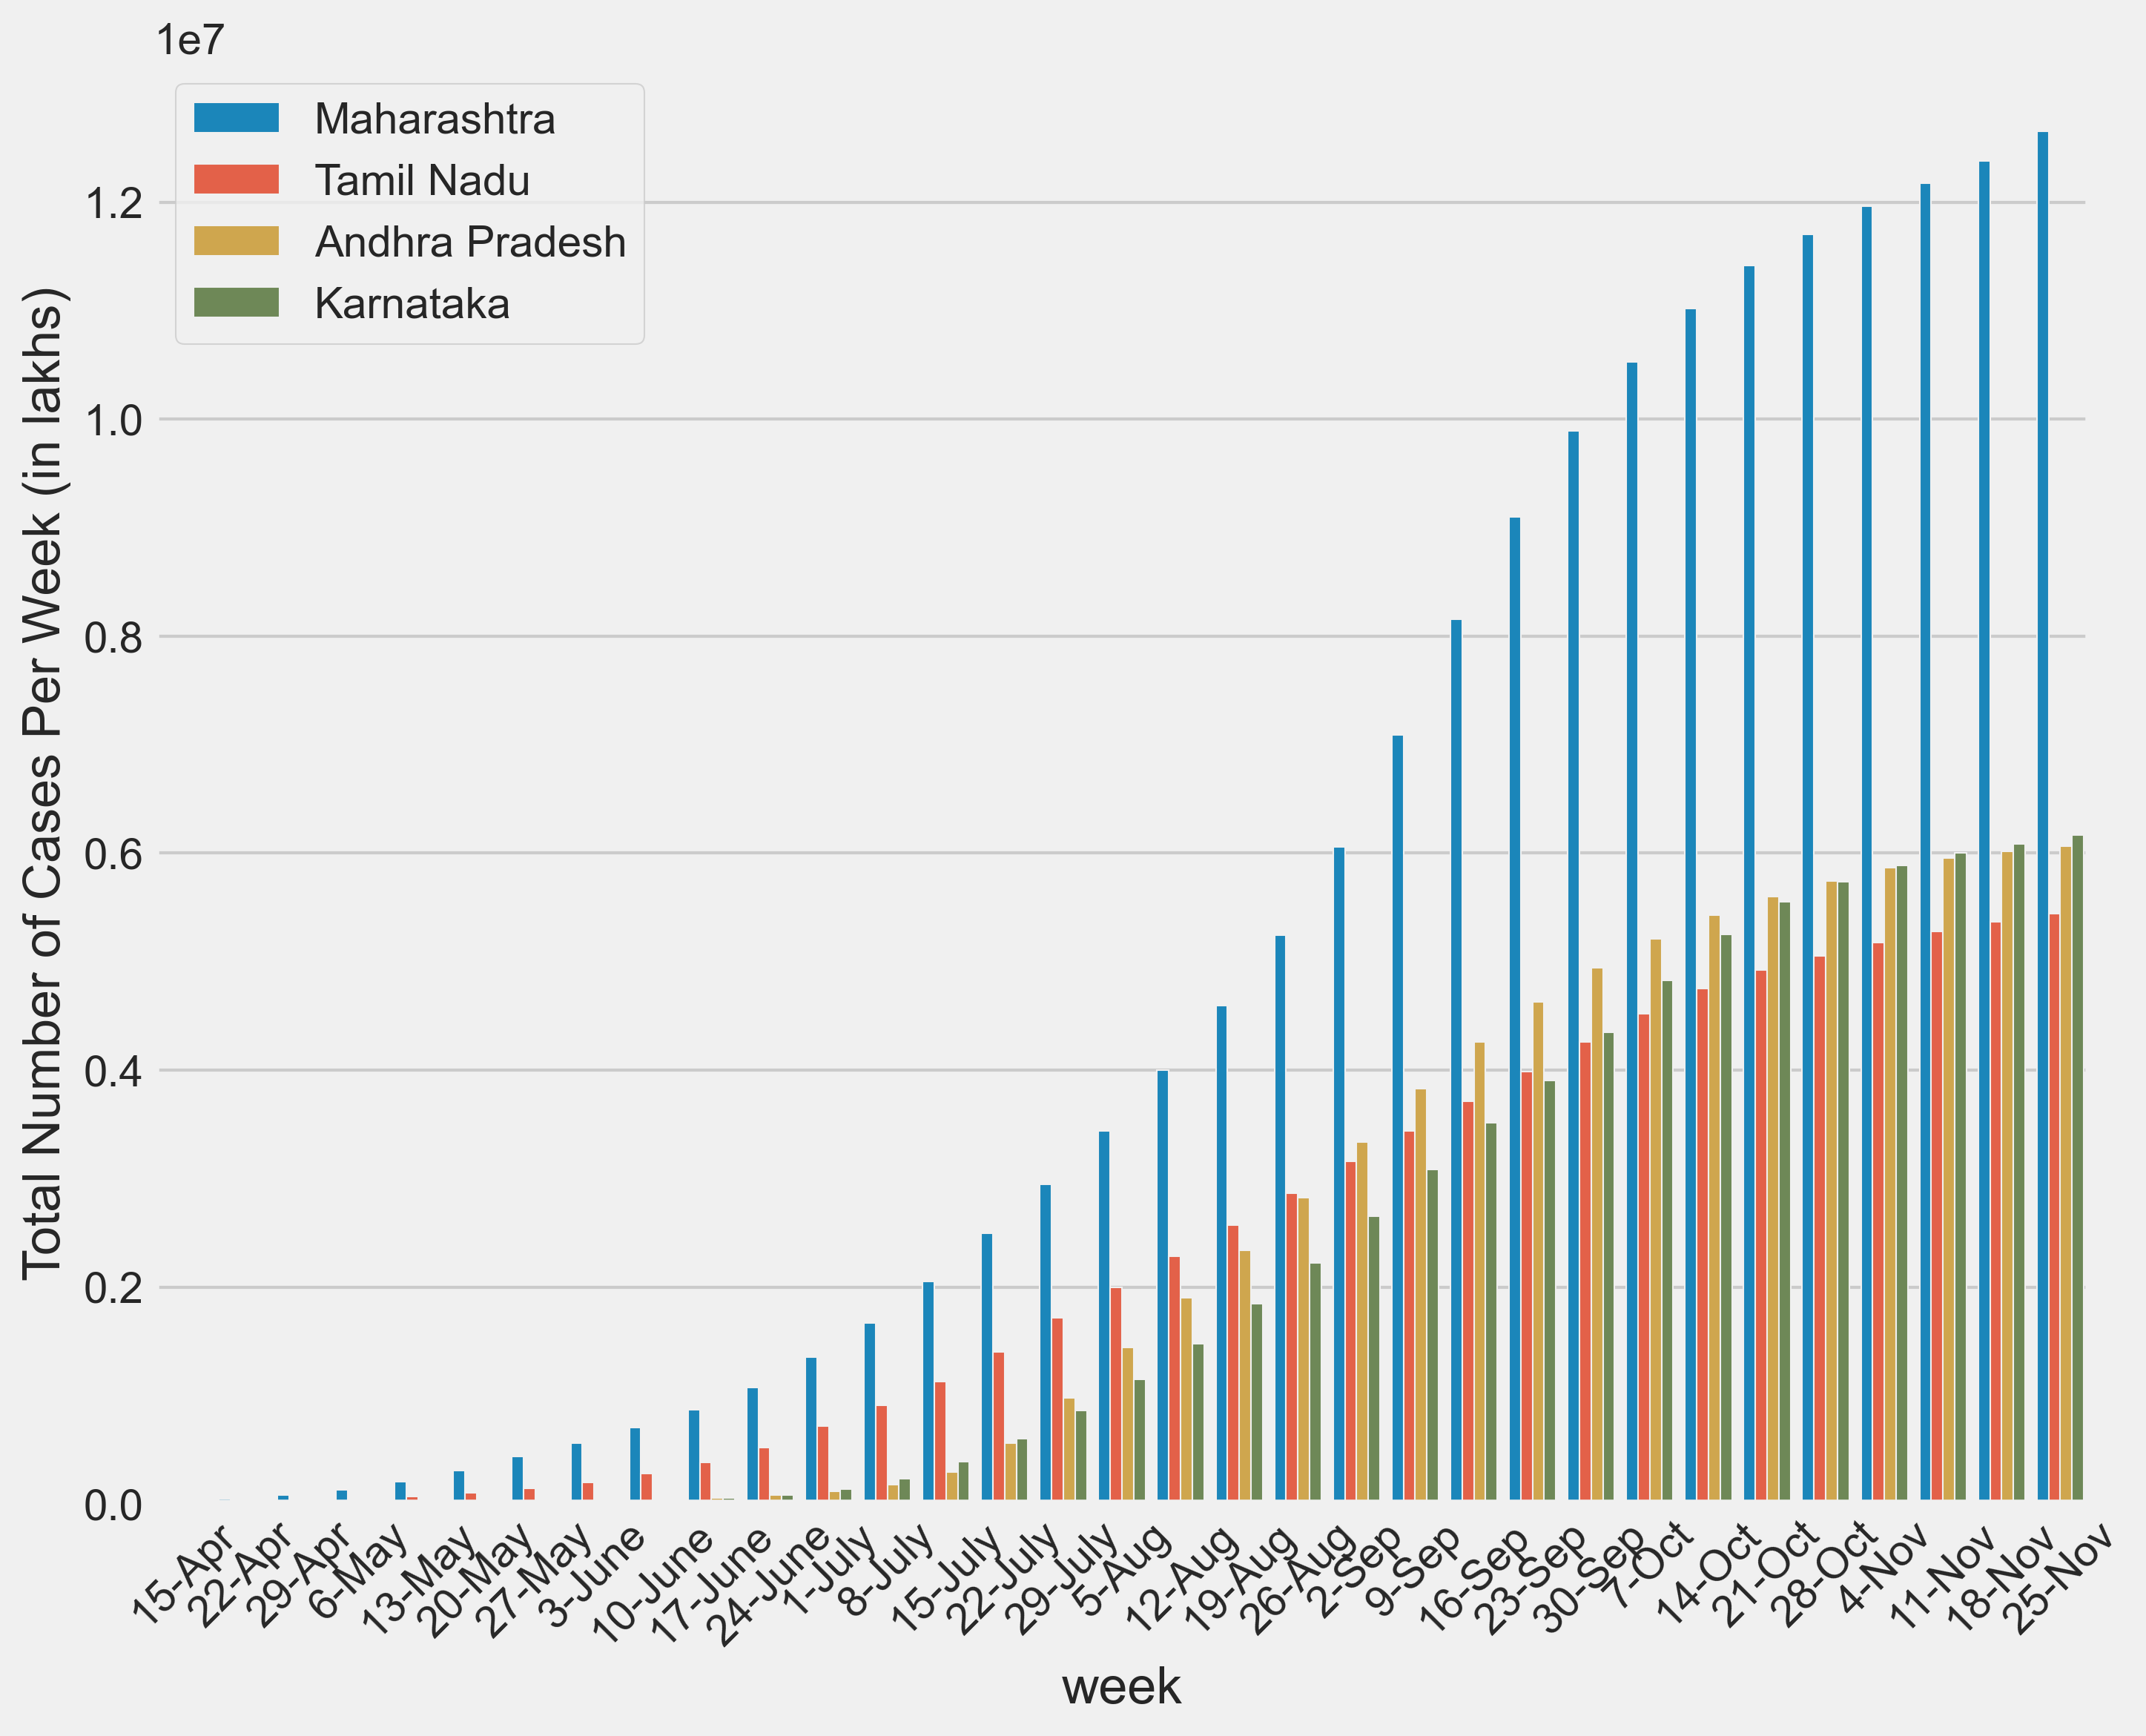 1e7
Maharashtra
Tamil Nadu
Andhra Pradesh
Karnataka
Total Number of Cases Per Week (in lakhs)
1.2
1.0
0.8
0.6
0.4
0.2
0.0
15-Apr
22-Apr
29-Apr
6-May
13-May
20-May
27-May
3-June
10-June
17-June
24-June
1-July
8-July
15-July
22-July
29-July
5-Aug
12-Aug
19-Aug
26-Aug
2-Sep
9-Sep
16-Sep
23-Sep
30-Sep
7-Oct
14-Oct
21-Oct
28-Oct
4-Nov
11-Nov
18-Nov
25-Nov
week